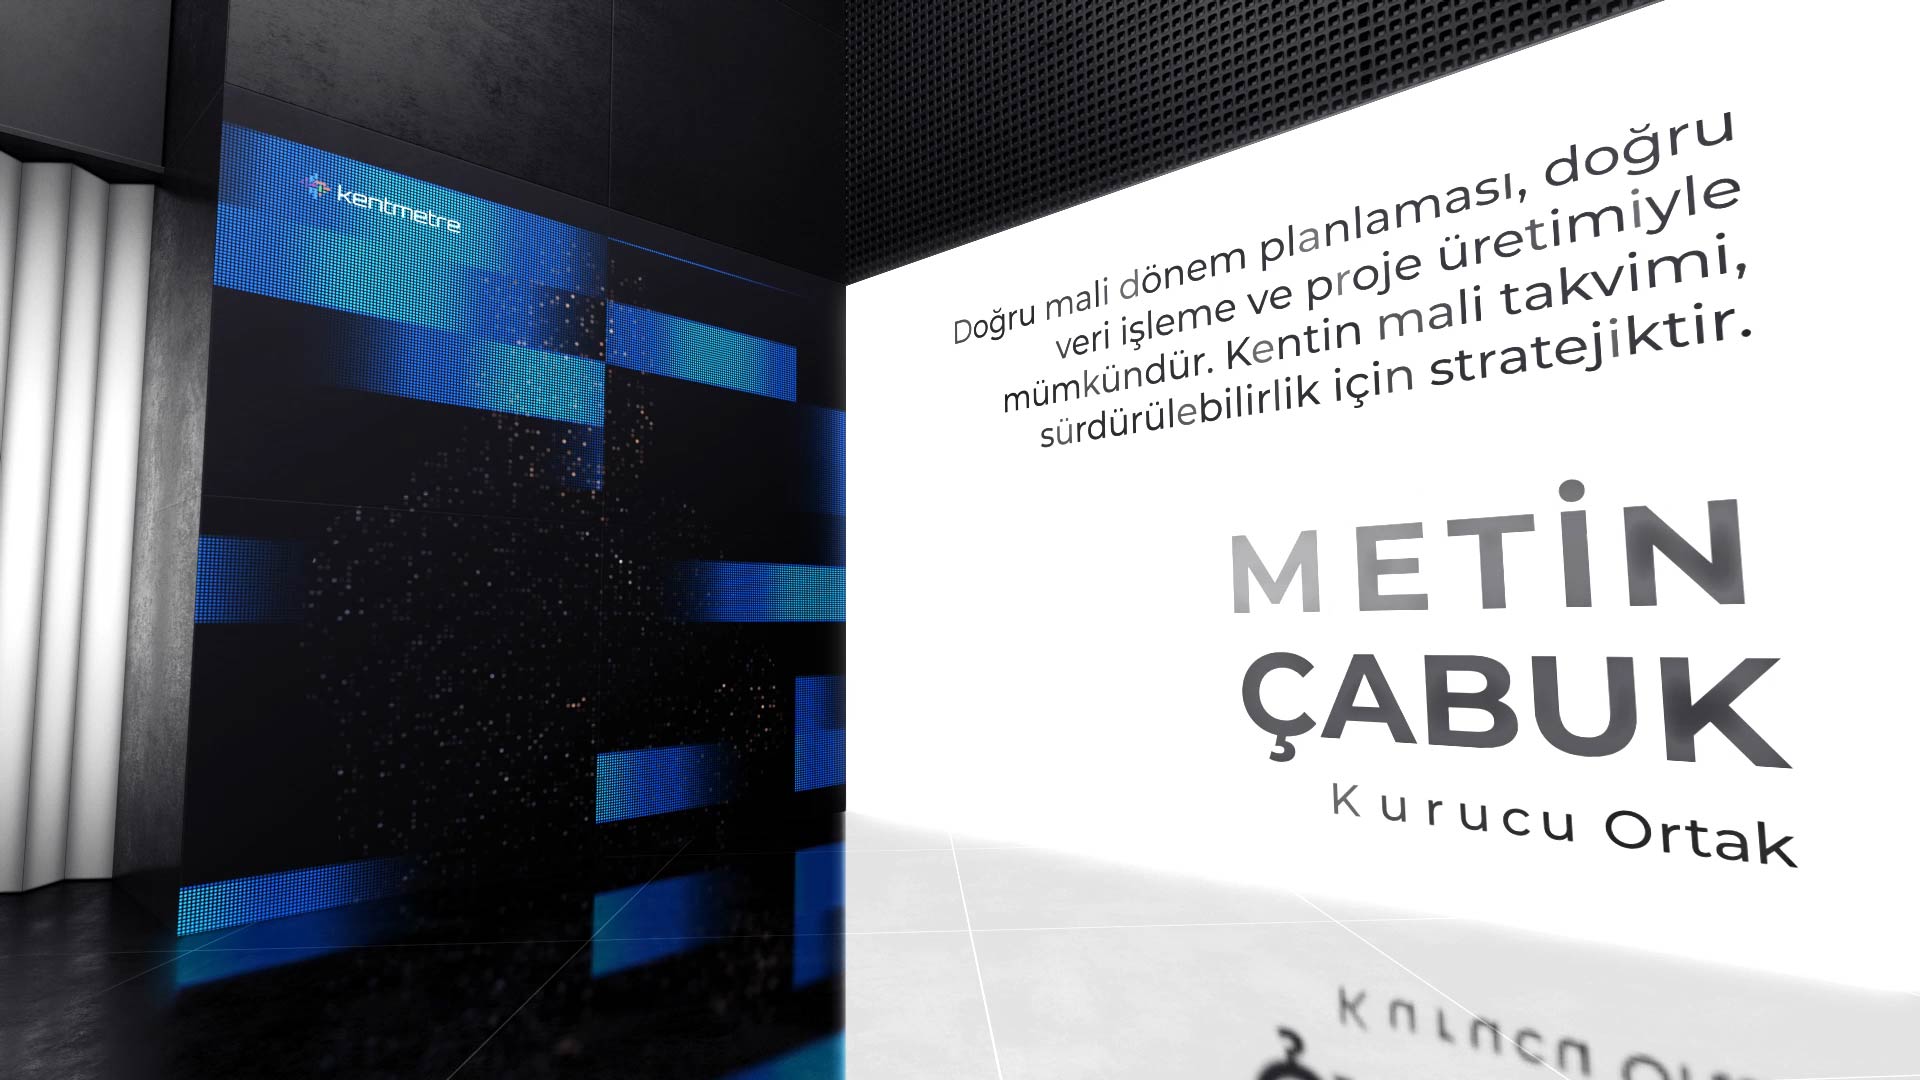 kentmetre
Doğru mali dönem planlaması, doğru
veri işleme ve proje üretimiyle
mümkündür. Kentin mali takvimi,
sürdürülebilirlik için stratejiktir.
METİN
ÇABUK
Kurucu Ortak